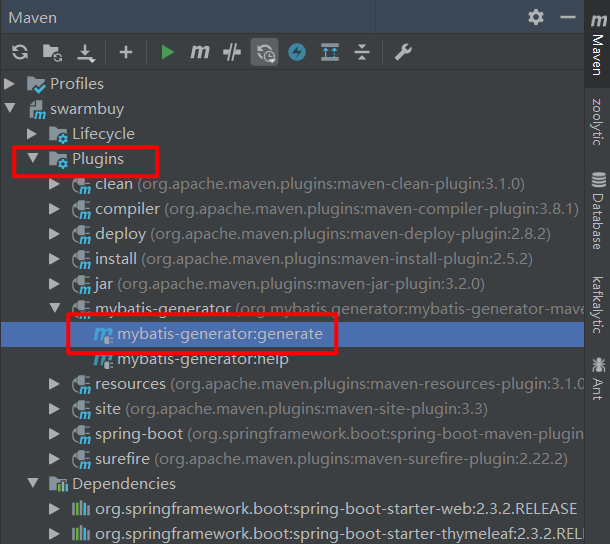 Maven
Profiles
swarmbuy
Lifecycle
Plugins
clean (org.apache.maven.plugins:maven-clean-plugin:3.1.0)
compiler (org.apache.maven.plugins:maven-compiler-plugin:3.8.1)
deploy (org.apache.maven.plugins:maven-deploy-plugin:2.8.2)
install (org.apache.maven.plugins:maven-install-plugin:2.5.2)
jar (org.apache.maven.plugins:maven-jar-plugin:3.2.0)
mybatis-generator (org.mybatis.generator:mybatis-generator-mave
mybatis-generator:generate
mybatis-generator:help
resources (org.apache.maven.plugins:maven-resources-plugin:3.1.0
site (org.apache.maven.plugins:maven-site-plugin:3.3)
spring-boot (org.springframework.boot:spring-boot-maven-plugin
surefire (org.apache.maven.plugins:maven-surefire-plugin:2.22.2)
Dependencies
org.springframework.boot:spring-boot-starter-web:2.3.2.RELEASE
org.springframework.boot:spring-boot-starter-thymeleaf:2.3.2.REL
Maven
zoolytic
Database
kafkalytic
Ant